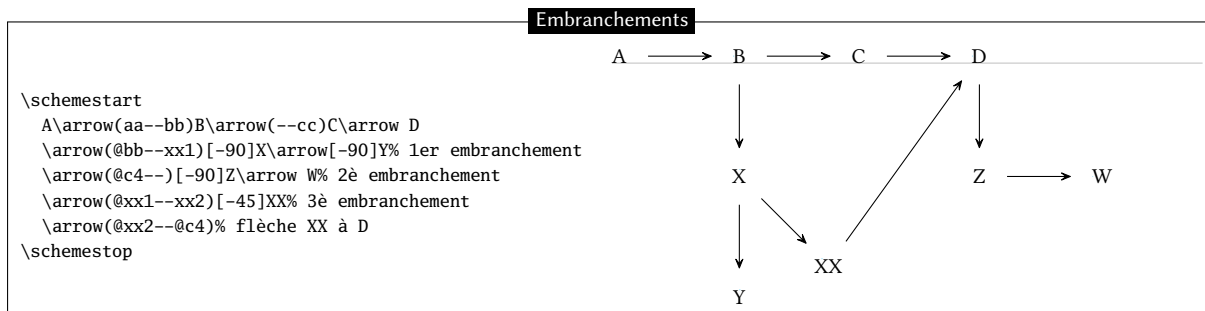 Embranchements
\schemestart
A\arrow(aa--bb)B\arrow(--cc)C\arrow D
\arrow(@bb--xx1)[-90]X\arrow[-90]Y% 1er embranchement
\arrow(@c4--)[-90]Z\arrow W% 2è embranchement
\arrow(@xx1--xx2)[-45]XX% 3è embranchement
\arrow(@xx2--@c4)% flèche XX à D
\schemestop
A B C D
X Z W
XX
Y